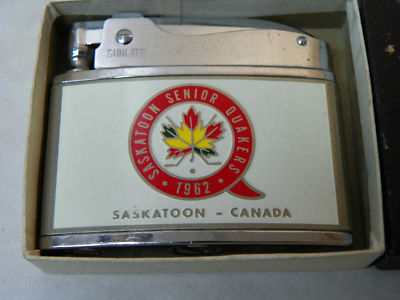 SUNLITE
SASKATOON SENIOR QUAKERS
• 1962 •
SASKATOON - CANADA